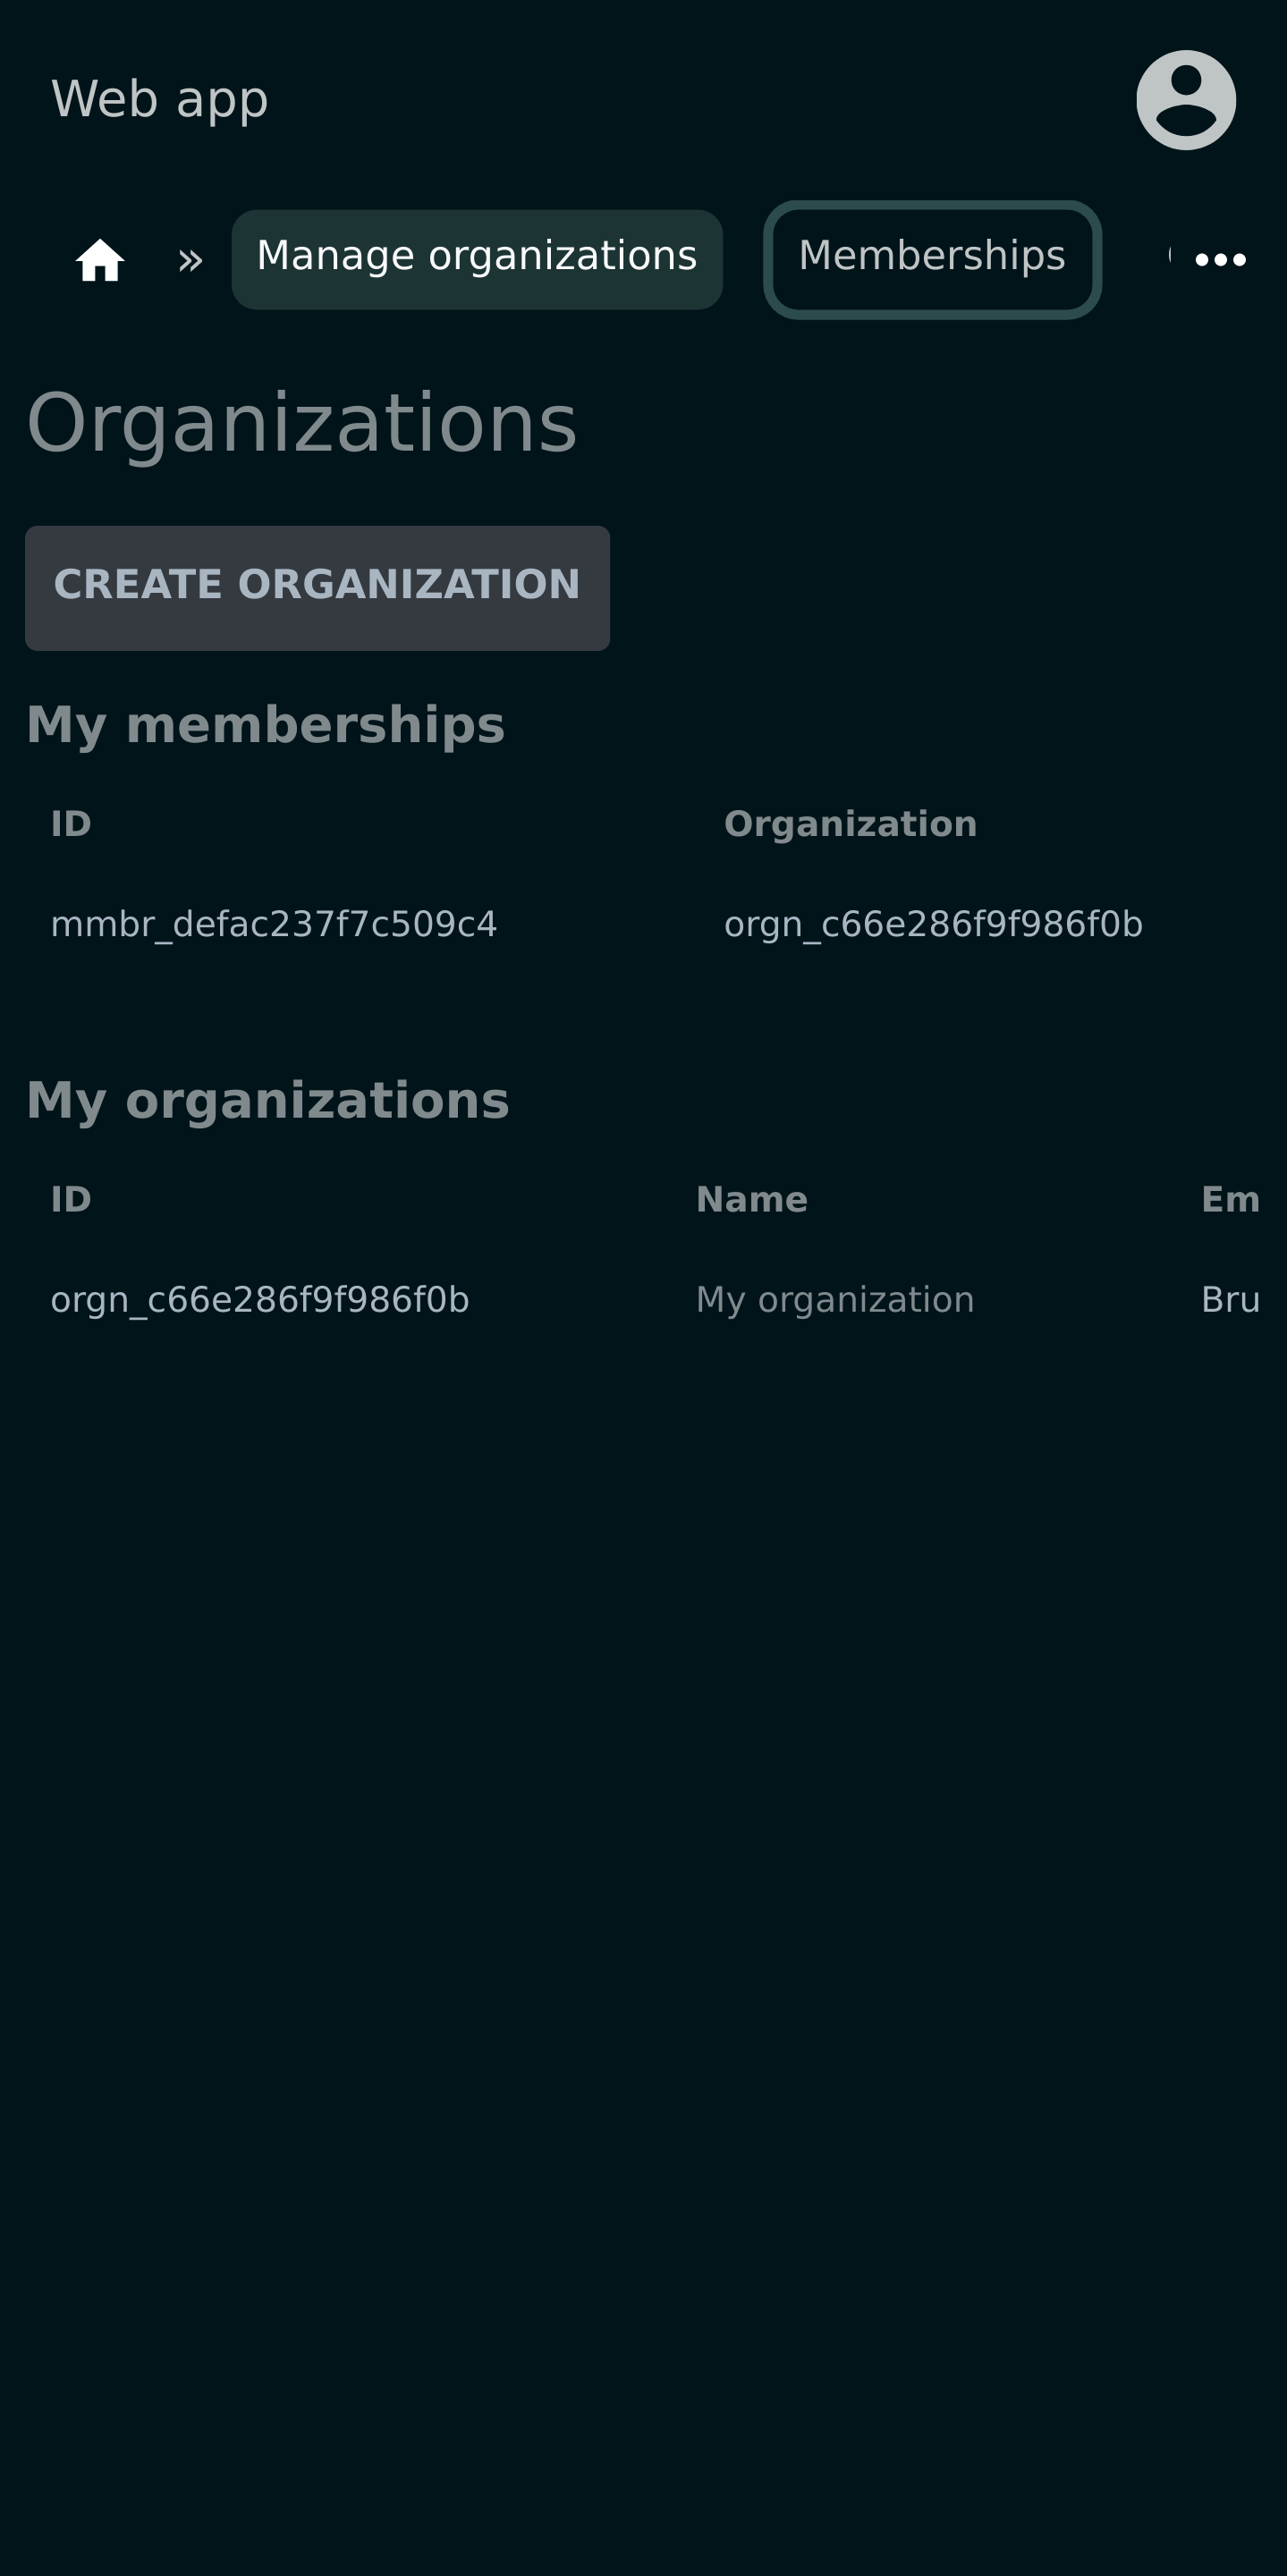 Web app
» Manage organizations Memberships
Organizations
CREATE ORGANIZATION
My memberships
ID Organization
mmbr_defac237f7c509c4 orgn_c66e286f9f986f0b
My organizations
ID Name Em
orgn_c66e286f9f986f0b My organization Bru